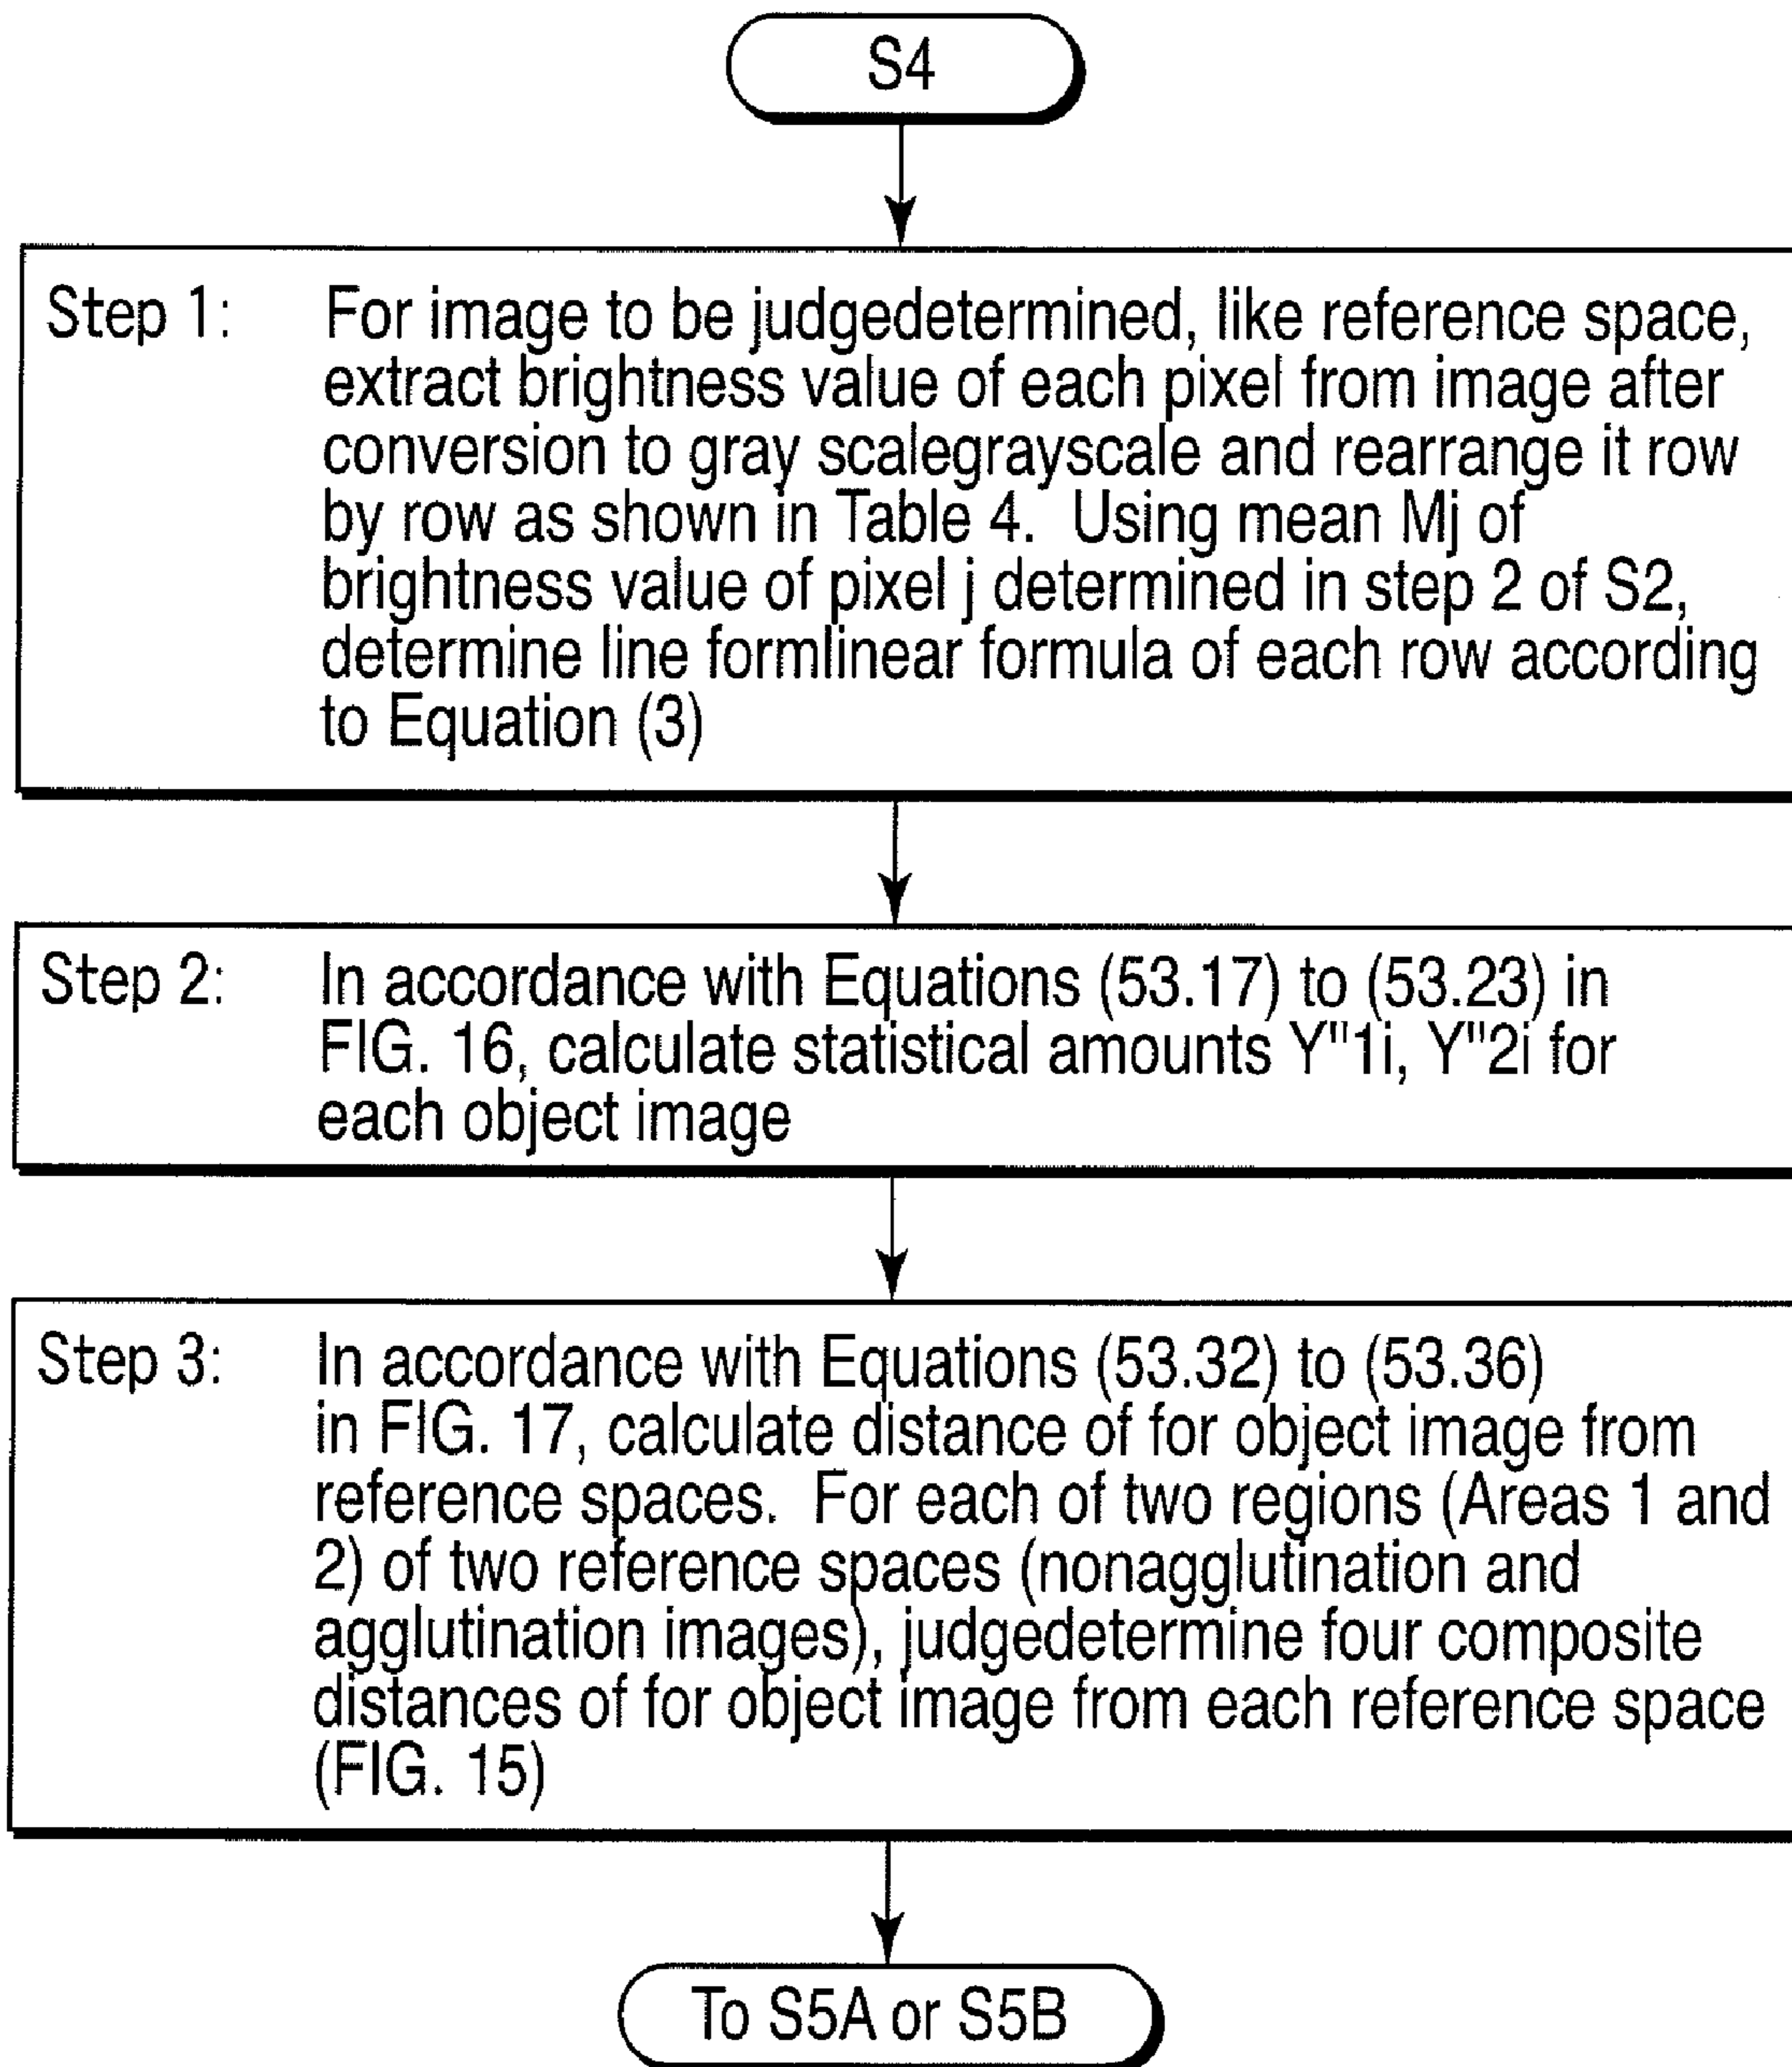 S4
Step 1: For image to be judgedetermined, like reference space,
extract brightness value of each pixel from image after
conversion to gray scalegrayscale and rearrange it row
by row as shown in Table 4. Using mean Mj of
brightness value of pixel j determined in step 2 of S2,
determine line formlinear formula of each row according
to Equation (3)
Step 2: In accordance with Equations (53.17) to (53.23) in
FIG. 16, calculate statistical amounts Y"1i, Y"2i for
each object image
Step 3: In accordance with Equations (53.32) to (53.36)
in FIG. 17, calculate distance of for object image from
reference spaces. For each of two regions (Areas 1 and
2) of two reference spaces (nonagglutination and
agglutination images), judgedetermine four composite
distances of for object image from each reference space
(FIG. 15)
To S5A or S5B